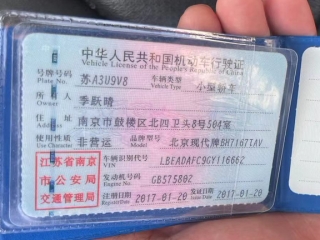 中华人民共和国机动车行驶证
Vehicle License of the People's Republic of China
号牌号码 Plate No. 苏A3U9V8 车辆类型 Vehicle Type 小型轿车
所有人 Owner 季跃晴
住址 南京市鼓楼区北四卫头8号504室
使用性质 Use Character 非营运 品牌型号 Model 北京现代牌BH7167TAV
江苏省南京市公安局交通管理局
车辆识别代号 VIN LBEADAFC9GY116662
发动机号码 Engine No. GB575802
注册日期 Register Date 2017-01-20 发证日期 Issue Date 2017-01-20